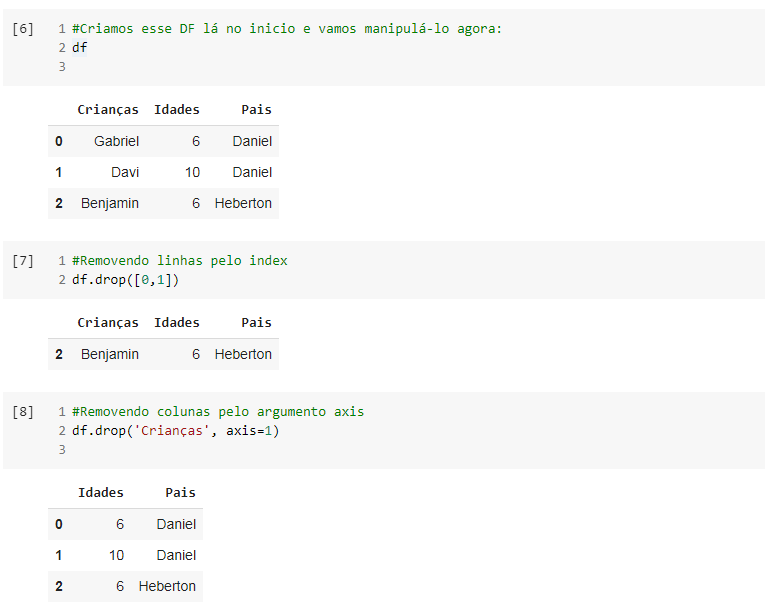 [6] 1 #Criamos esse DF lá no inicio e vamos manipulá-lo agora:
2 df
3
Crianças Idades Pais
0 Gabriel 6 Daniel
1 Davi 10 Daniel
2 Benjamin 6 Heberton
[7] 1 #Removendo linhas pelo index
2 df.drop([0,1])
Crianças Idades Pais
2 Benjamin 6 Heberton
[8] 1 #Removendo colunas pelo argumento axis
2 df.drop('Crianças', axis=1)
3
Idades Pais
0 6 Daniel
1 10 Daniel
2 6 Heberton